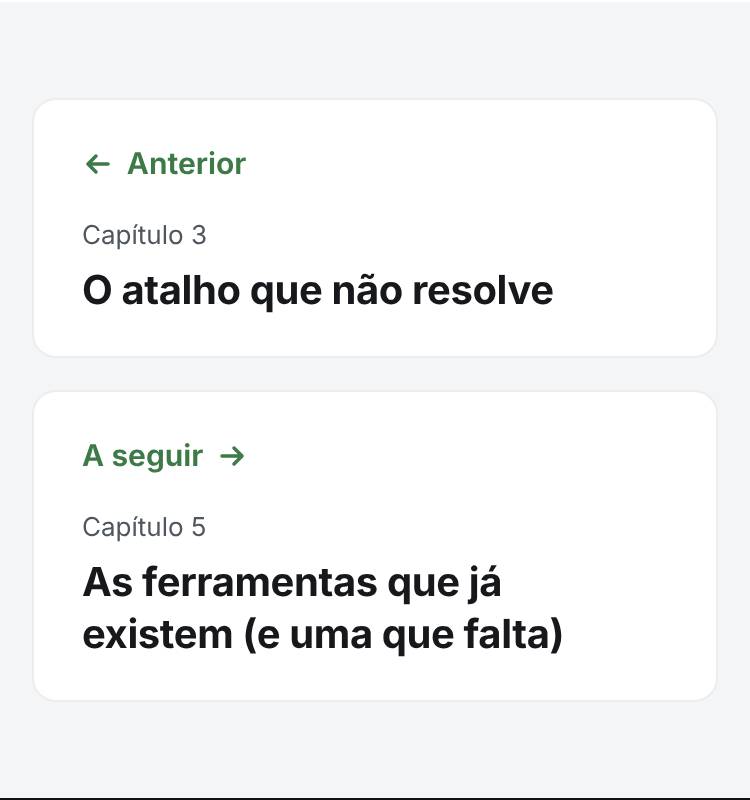 ← Anterior
Capítulo 3
O atalho que não resolve
A seguir →
Capítulo 5
As ferramentas que já
existem (e uma que falta)